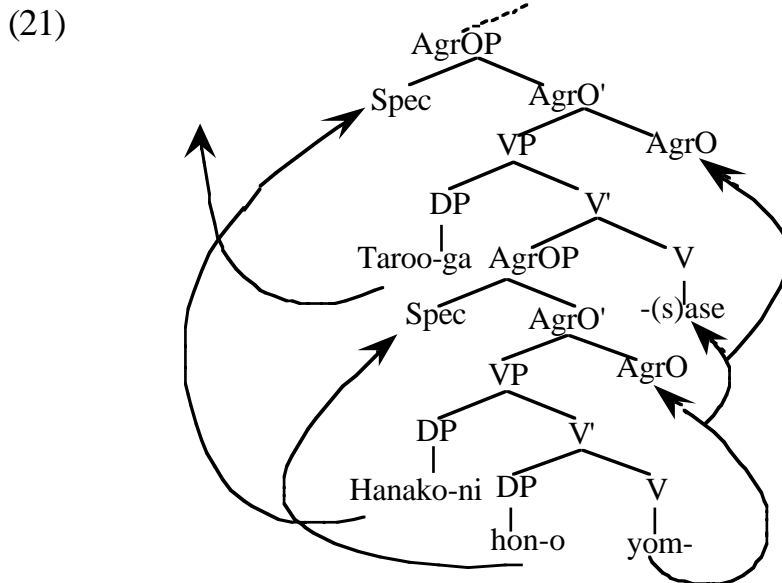 (21)
AgrOP
Spec AgrO'
VP AgrO
DP V'
Taroo-ga AgrOP V
Spec AgrO' -(s)ase
VP AgrO
DP V'
Hanako-ni DP V
hon-o yom-